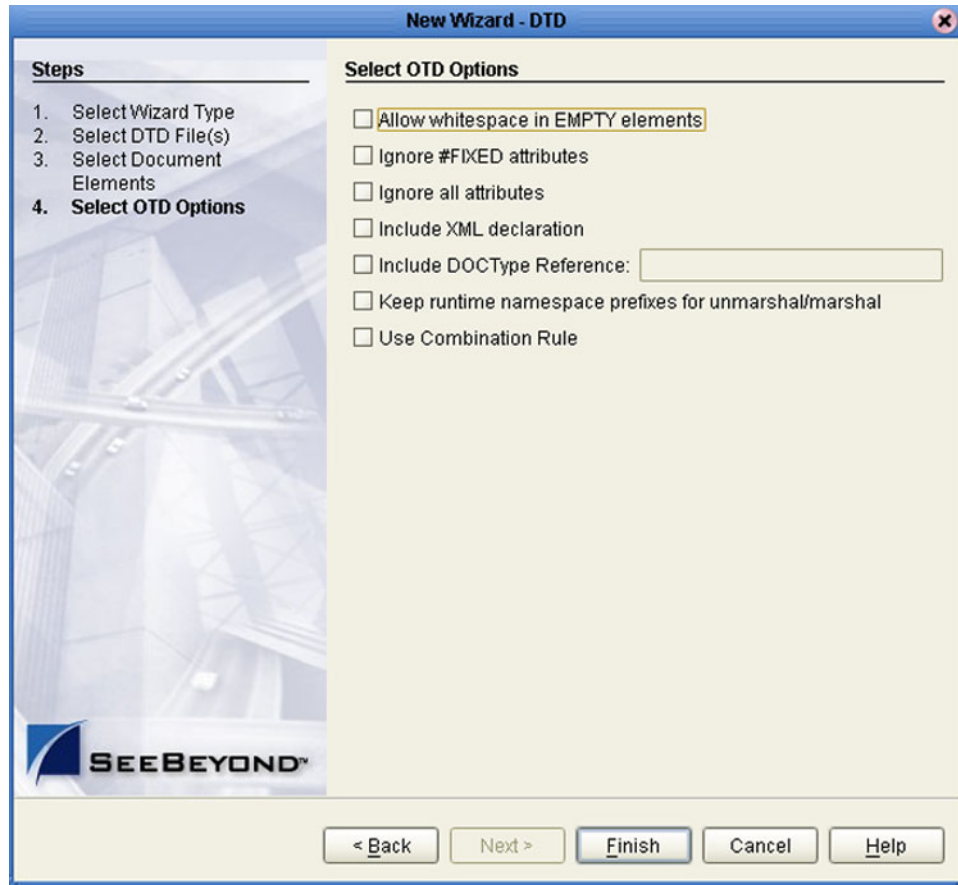 New Wizard - DTD
Steps
1. Select Wizard Type
2. Select DTD File(s)
3. Select Document
Elements
4. Select OTD Options
Select OTD Options
Allow whitespace in EMPTY elements
Ignore #FIXED attributes
Ignore all attributes
Include XML declaration
Include DOCType Reference:
Keep runtime namespace prefixes for unmarshal/marshal
Use Combination Rule
SEEBEYOND™
< Back
Next >
Finish
Cancel
Help